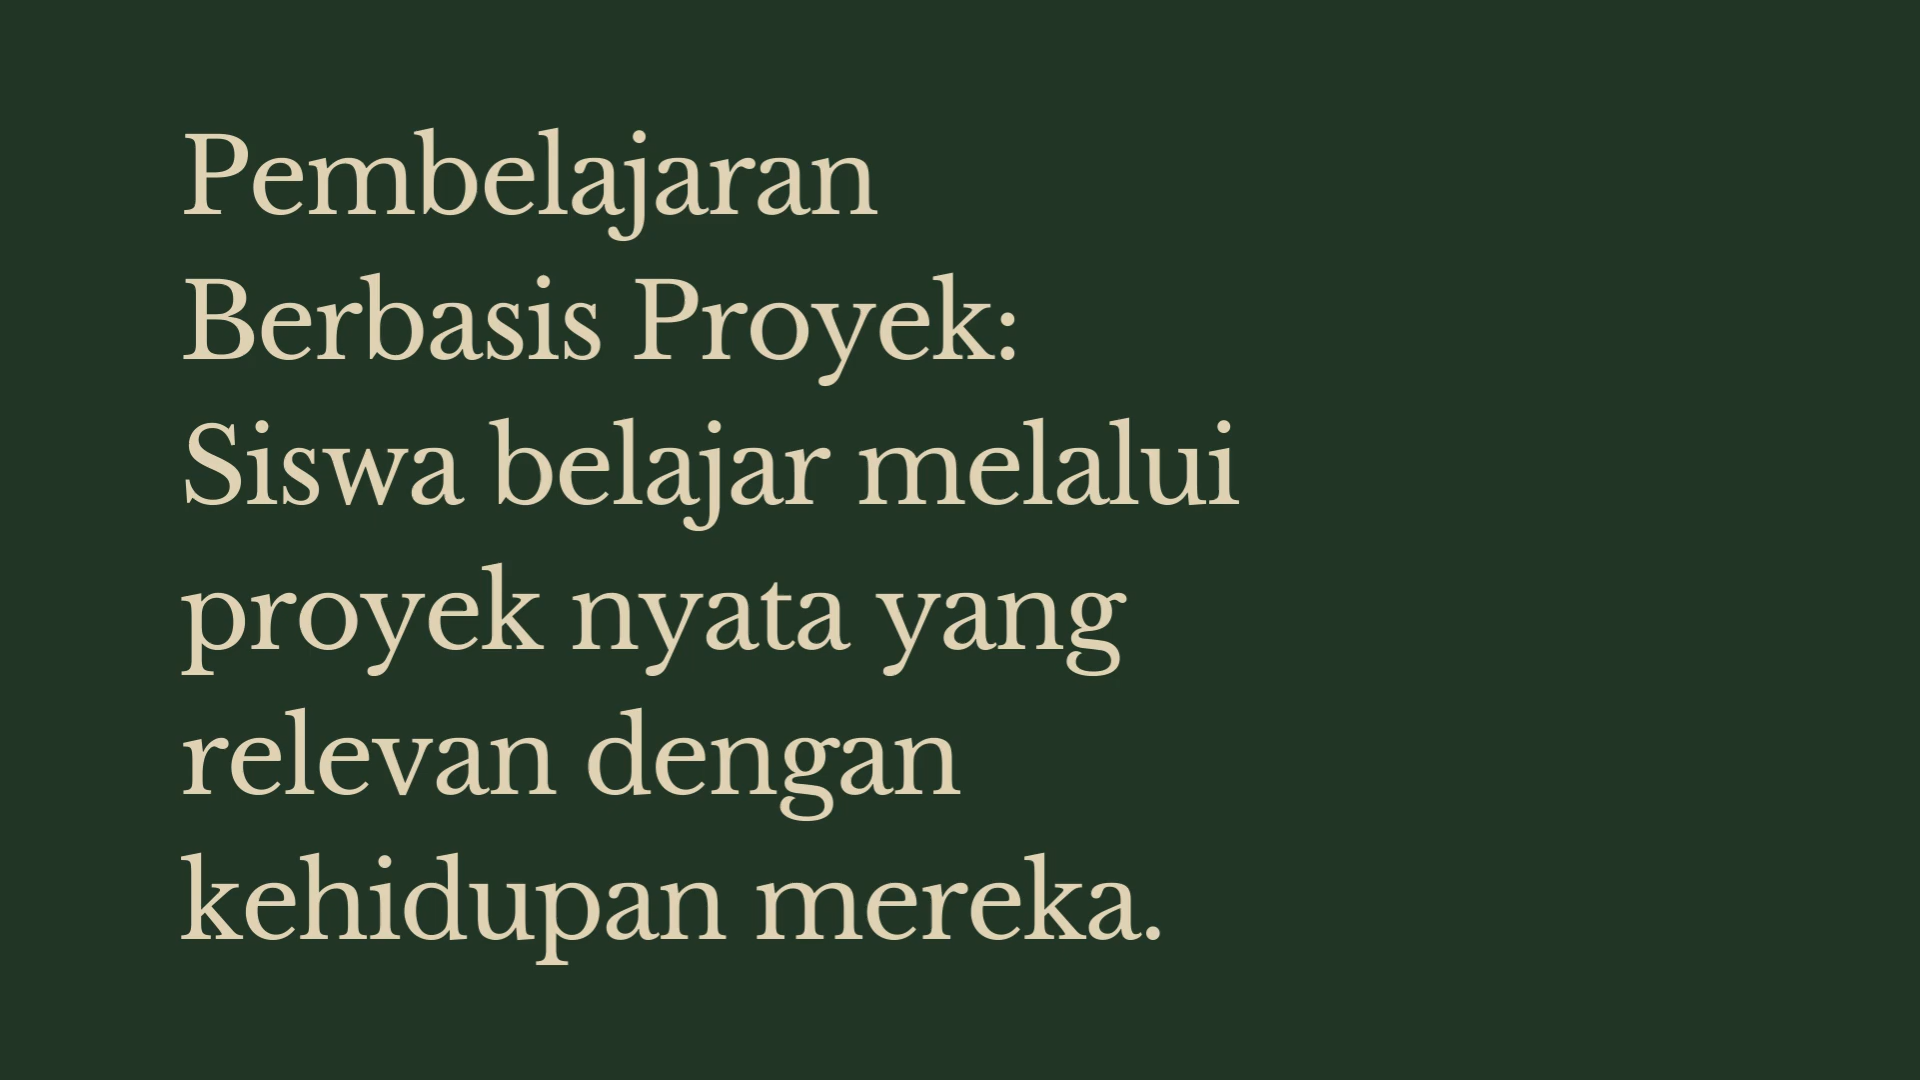 Pembelajaran
Berbasis Proyek:
Siswa belajar melalui
proyek nyata yang
relevan dengan
kehidupan mereka.